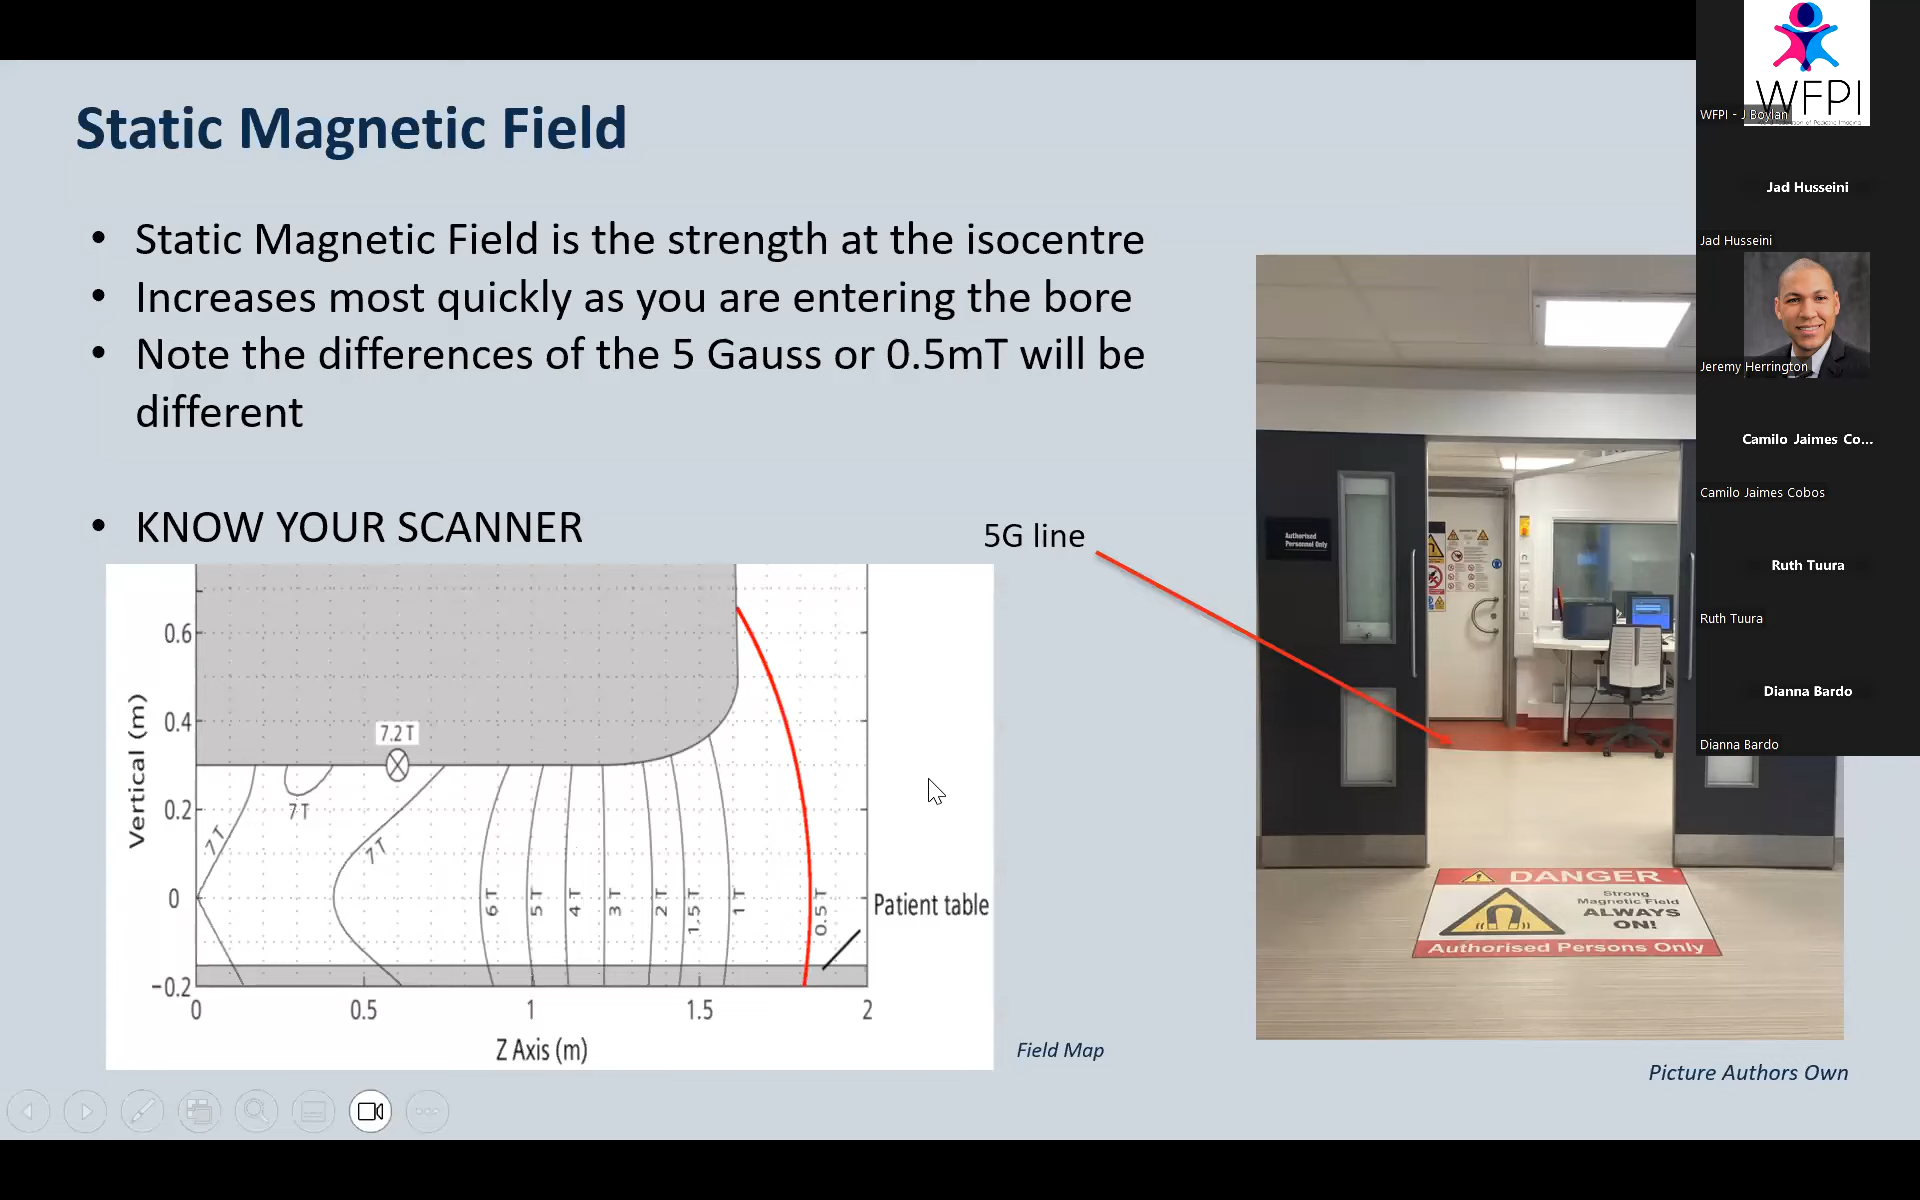 Static Magnetic Field
• Static Magnetic Field is the strength at the isocentre
• Increases most quickly as you are entering the bore
• Note the differences of the 5 Gauss or 0.5mT will be
different
• KNOW YOUR SCANNER
5G line
0.6
0.4
0.2
0
−0.2
Vertical (m)
7.2 T
7 T
7 T
7 T
6 T
5 T
4 T
3 T
2 T
1,5 T
1 T
0.5 T
Patient table
0
0.5
1
1.5
2
Z Axis (m)
Field Map
Authorised
Personnel Only
DANGER
Strong
Magnetic Field
ALWAYS
ON!
Authorised Persons Only
Picture Authors Own
WFPI
WFPI - J Boylan
Jad Husseini
Jad Husseini
Jeremy Herrington
Camilo Jaimes Co...
Camilo Jaimes Cobos
Ruth Tuura
Ruth Tuura
Dianna Bardo
Dianna Bardo